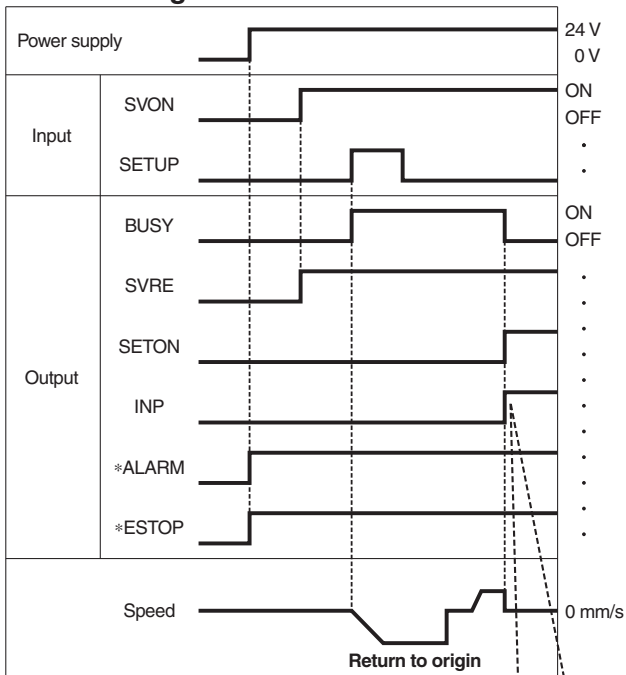 Power supply
24 V
0 V
Input
SVON
ON
OFF
SETUP
Output
BUSY
ON
OFF
SVRE
SETON
INP
*ALARM
*ESTOP
Speed
0 mm/s
Return to origin